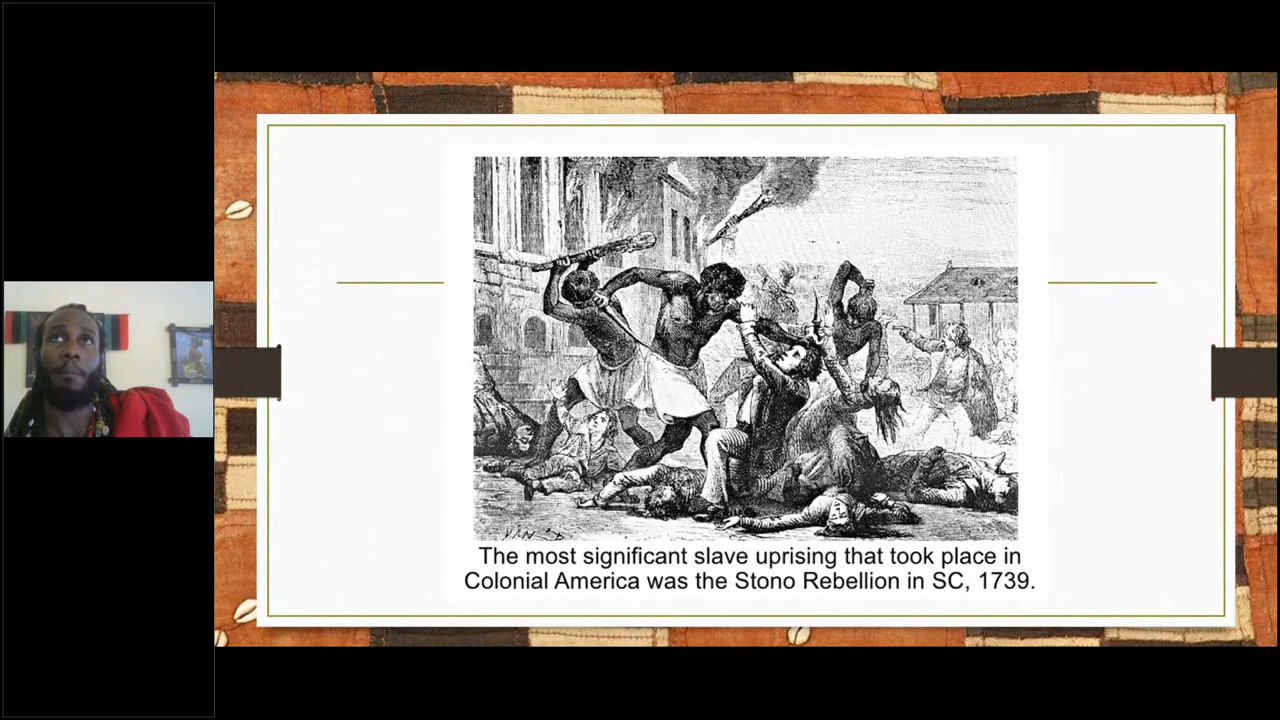 The most significant slave uprising that took place in
Colonial America was the Stono Rebellion in SC, 1739.